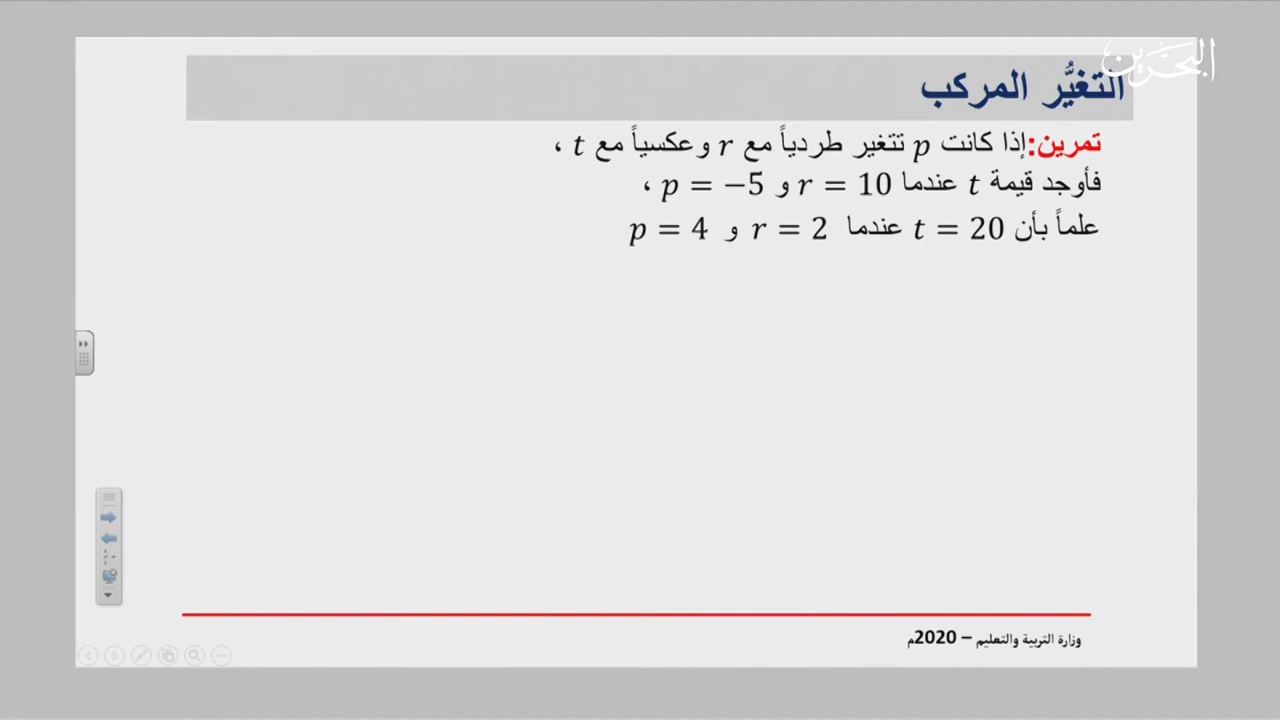 البحرين
التغيُّر المركب
تمرين:إذا كانت p تتغير طردياً مع r وعكسياً مع t ،
فأوجد قيمة t عندما r = 10 و p = −5 ،
علماً بأن t = 20 عندما r = 2 و p = 4
وزارة التربية والتعليم – 2020م